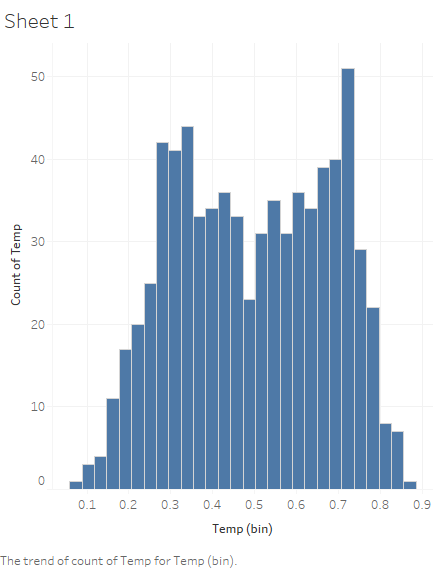 Sheet 1
50
40
30
20
10
0
Count of Temp
0.1 0.2 0.3 0.4 0.5 0.6 0.7 0.8 0.9
Temp (bin)
The trend of count of Temp for Temp (bin).